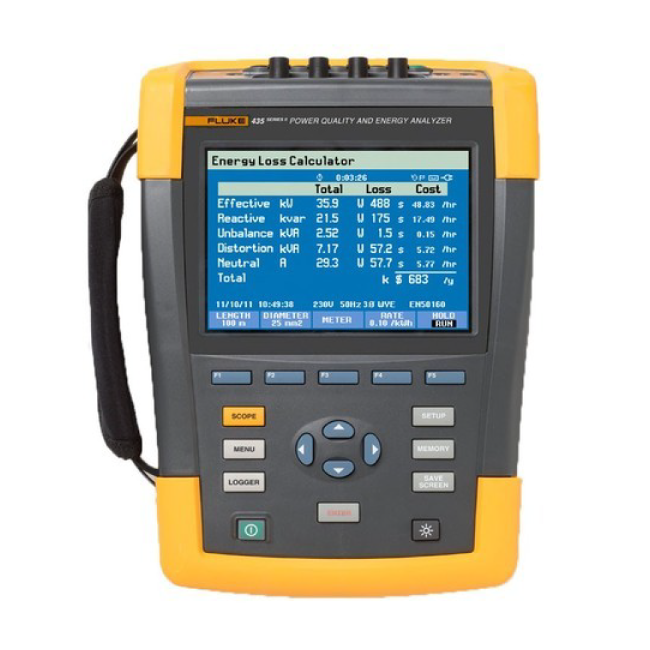 FLUKE 435 SERIES II POWER QUALITY AND ENERGY ANALYZER
Energy Loss Calculator
0:03:26
Total Loss Cost
Effective kW 35.9 W 488 $ 48.83 /hr
Reactive kvar 21.5 W 175 $ 17.49 /hr
Unbalance kVA 2.52 W 1.5 $ 0.15 /hr
Distortion kVA 7.17 W 57.2 $ 5.72 /hr
Neutral A 29.3 W 57.7 $ 5.77 /hr
Total k $ 683 /y
11/10/11 10:49:38 230V 50Hz 3Ø WYE EN50160
LENGTH DIAMETER METER RATE HOLD
100 m 25 mm2 0.10 /kWh RUN
F1 F2 F3 F4 F5
SCOPE SETUP
MENU MEMORY
LOGGER SAVE
SCREEN
ENTER